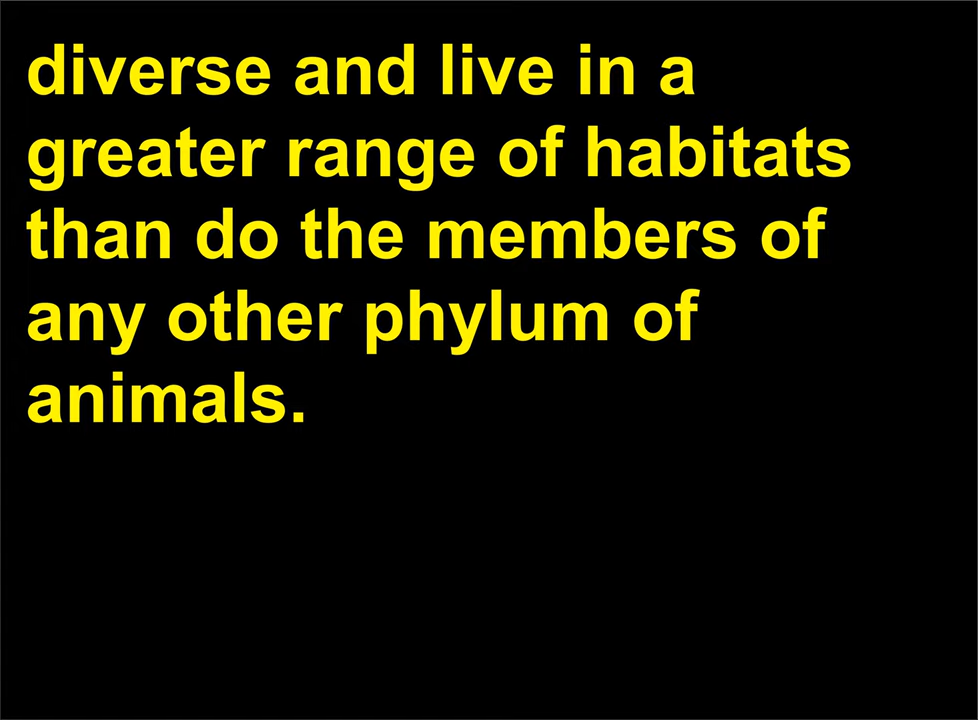 diverse and live in a
greater range of habitats
than do the members of
any other phylum of
animals.